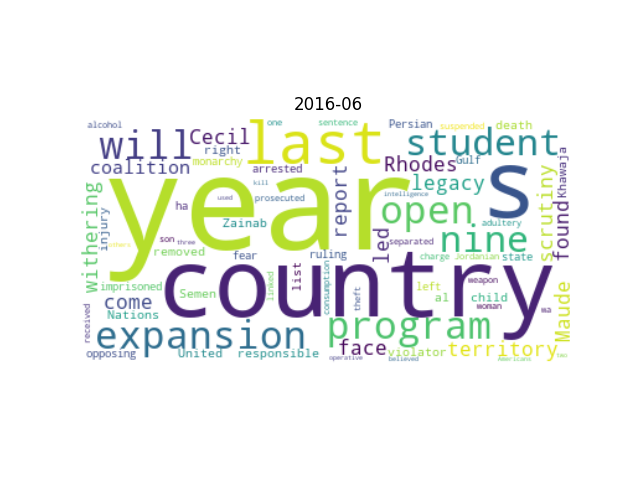 2016-06
alcohol one sentence Persian suspended death
will Cecil last student
coalition right monarchy arrested Rhodes Gulf
year s country
withering injury ha Zainab prosecuted used kill report intelligence legacy open adultery scrutiny found Khawaja
son three fear ruling led separated nine
others removed list charge Jordanian state
imprisoned Semen linked consumption theft left weapon
come Nations al child woman ma Maude
received expansion program
opposing United responsible face violator territory
operative believed Americans two